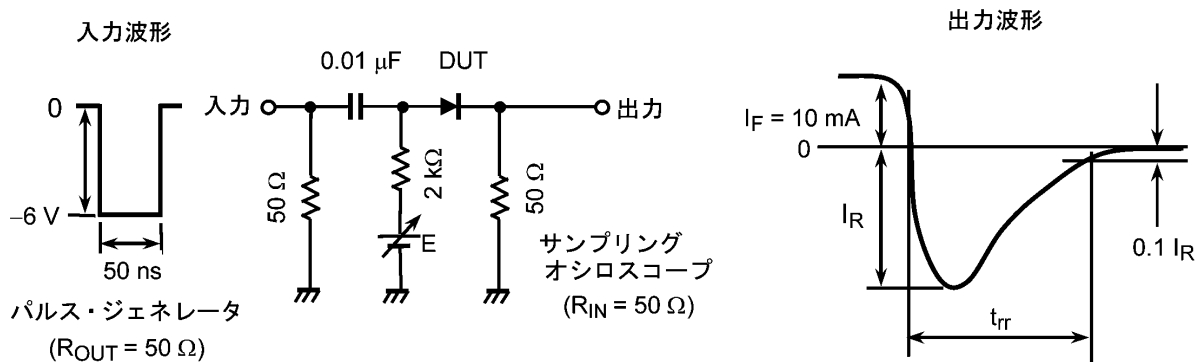 入力波形
0
−6 V
50 ns
パルス・ジェネレータ
(ROUT = 50 Ω)
0.01 μF
DUT
入力
出力
50 Ω
2 kΩ
E
50 Ω
サンプリング
オシロスコープ
(RIN = 50 Ω)
出力波形
IF = 10 mA
0
IR
0.1 IR
trr